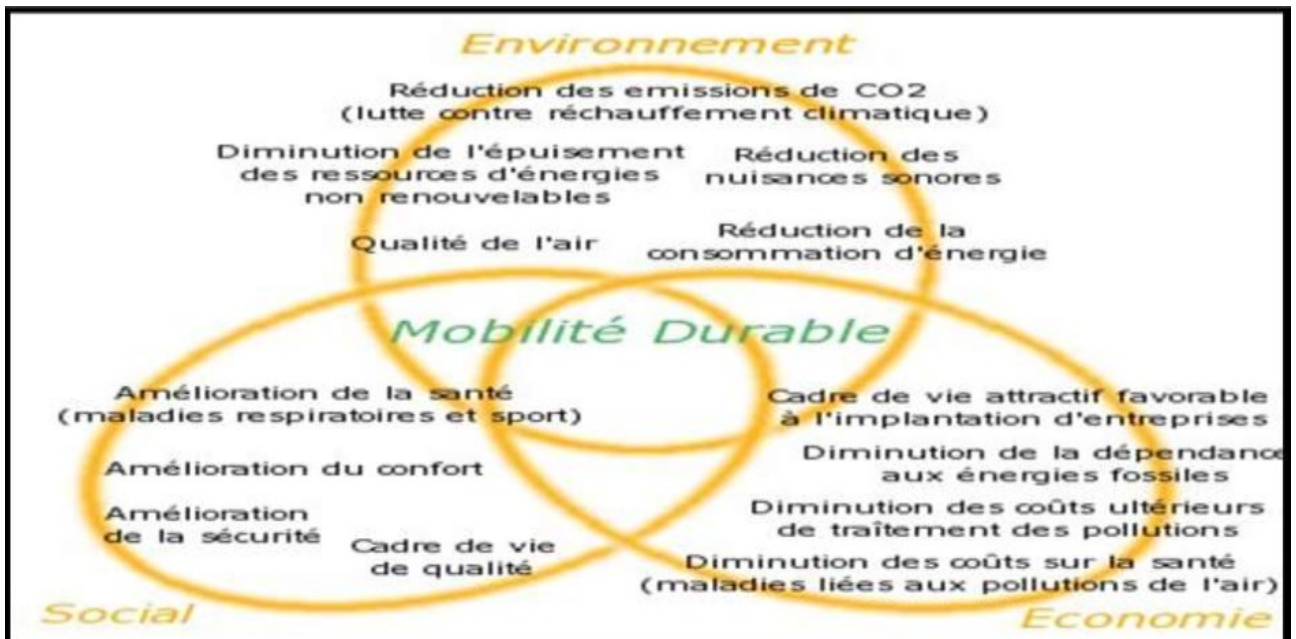 Environnement
Réduction des emissions de CO2
(lutte contre réchauffement climatique)
Diminution de l'épuisement
des ressources d'énergies
non renouvelables
Réduction des
nuisances sonores
Qualité de l'air
Réduction de la
consommation d'énergie
Mobilité Durable
Amélioration de la santé
(maladies respiratoires et sport)
Amélioration du confort
Amélioration
de la sécurité
Cadre de vie
de qualité
Cadre de vie attractif favorable
à l'implantation d'entreprises
Diminution de la dépendance
aux énergies fossiles
Diminution des coûts ultérieurs
de traîtement des pollutions
Diminution des coûts sur la santé
(maladies liées aux pollutions de l'air)
Social
Economie